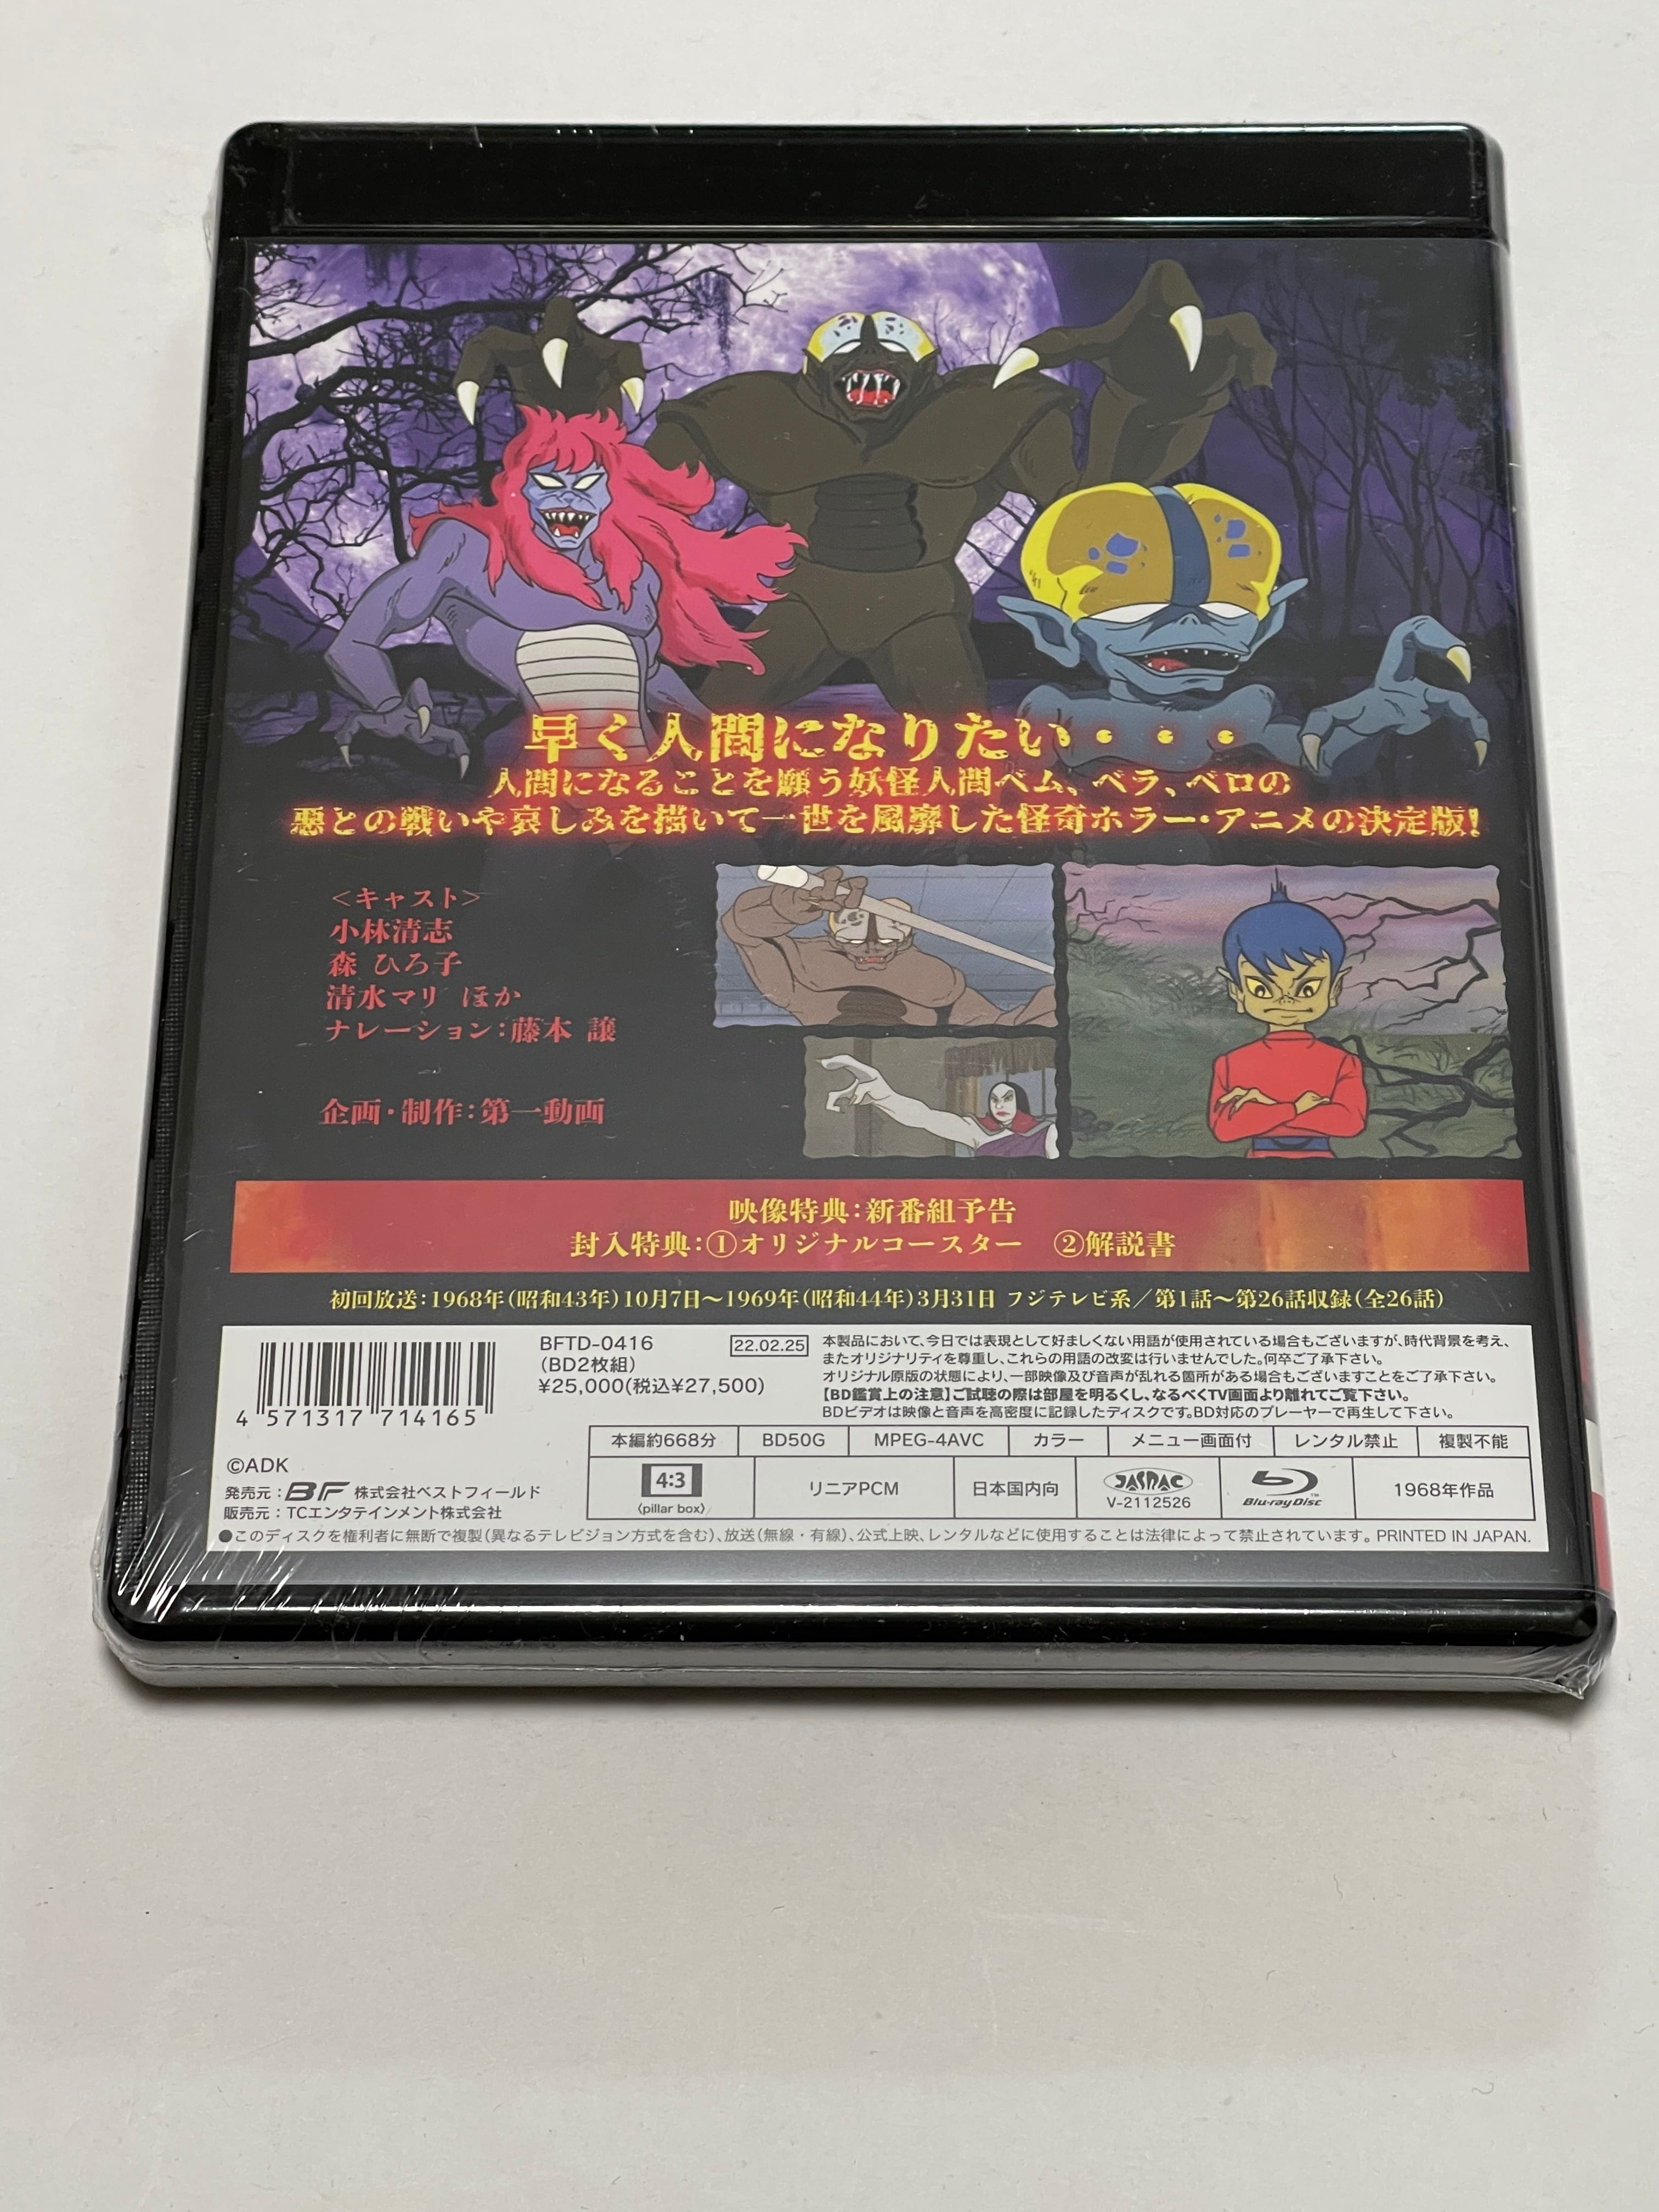 早く人間になりたい・・・
人間になることを願う妖怪人間ベム、ベラ、ベロの
悪との戦いや哀しみを描いて一世を風靡した怪奇ホラー・アニメの決定版!
<キャスト>
小林清志
森 ひろ子
清水マリ ほか
ナレーション:藤本 譲
企画・制作:第一動画
映像特典:新番組予告
封入特典:①オリジナルコースター ②解説書
初回放送:1968年(昭和43年)10月7日〜1969年(昭和44年)3月31日 フジテレビ系/第1話〜第26話収録(全26話)
4 571317 714165
BFTD-0416
(BD2枚組)
¥25,000(税込¥27,500)
22.02.25
本製品において、今日では表現として好ましくない用語が使用されている場合もございますが、時代背景を考え、
またオリジナリティを尊重し、これらの用語の改変は行いませんでした。何卒ご了承下さい。
オリジナル原版の状態により、一部映像及び音声が乱れる箇所がある場合もございますことをご了承下さい。
【BD鑑賞上の注意】ご試聴の際は部屋を明るくし、なるべくTV画面より離れてご覧下さい。
BDビデオは映像と音声を高密度に記録したディスクです。BD対応のプレーヤーで再生して下さい。
本編約668分 BD50G MPEG-4AVC カラー メニュー画面付 レンタル禁止 複製不能
4:3
(pillar box)
リニアPCM
日本国内向
JASRAC
V-2112526
Blu-ray Disc
TM
1968年作品
©ADK
発売元:BF 株式会社ベストフィールド
販売元:TCエンタテインメント株式会社
●このディスクを権利者に無断で複製(異なるテレビジョン方式を含む)、放送(無線・有線)、公式上映、レンタルなどに使用することは法律によって禁止されています。PRINTED IN JAPAN.